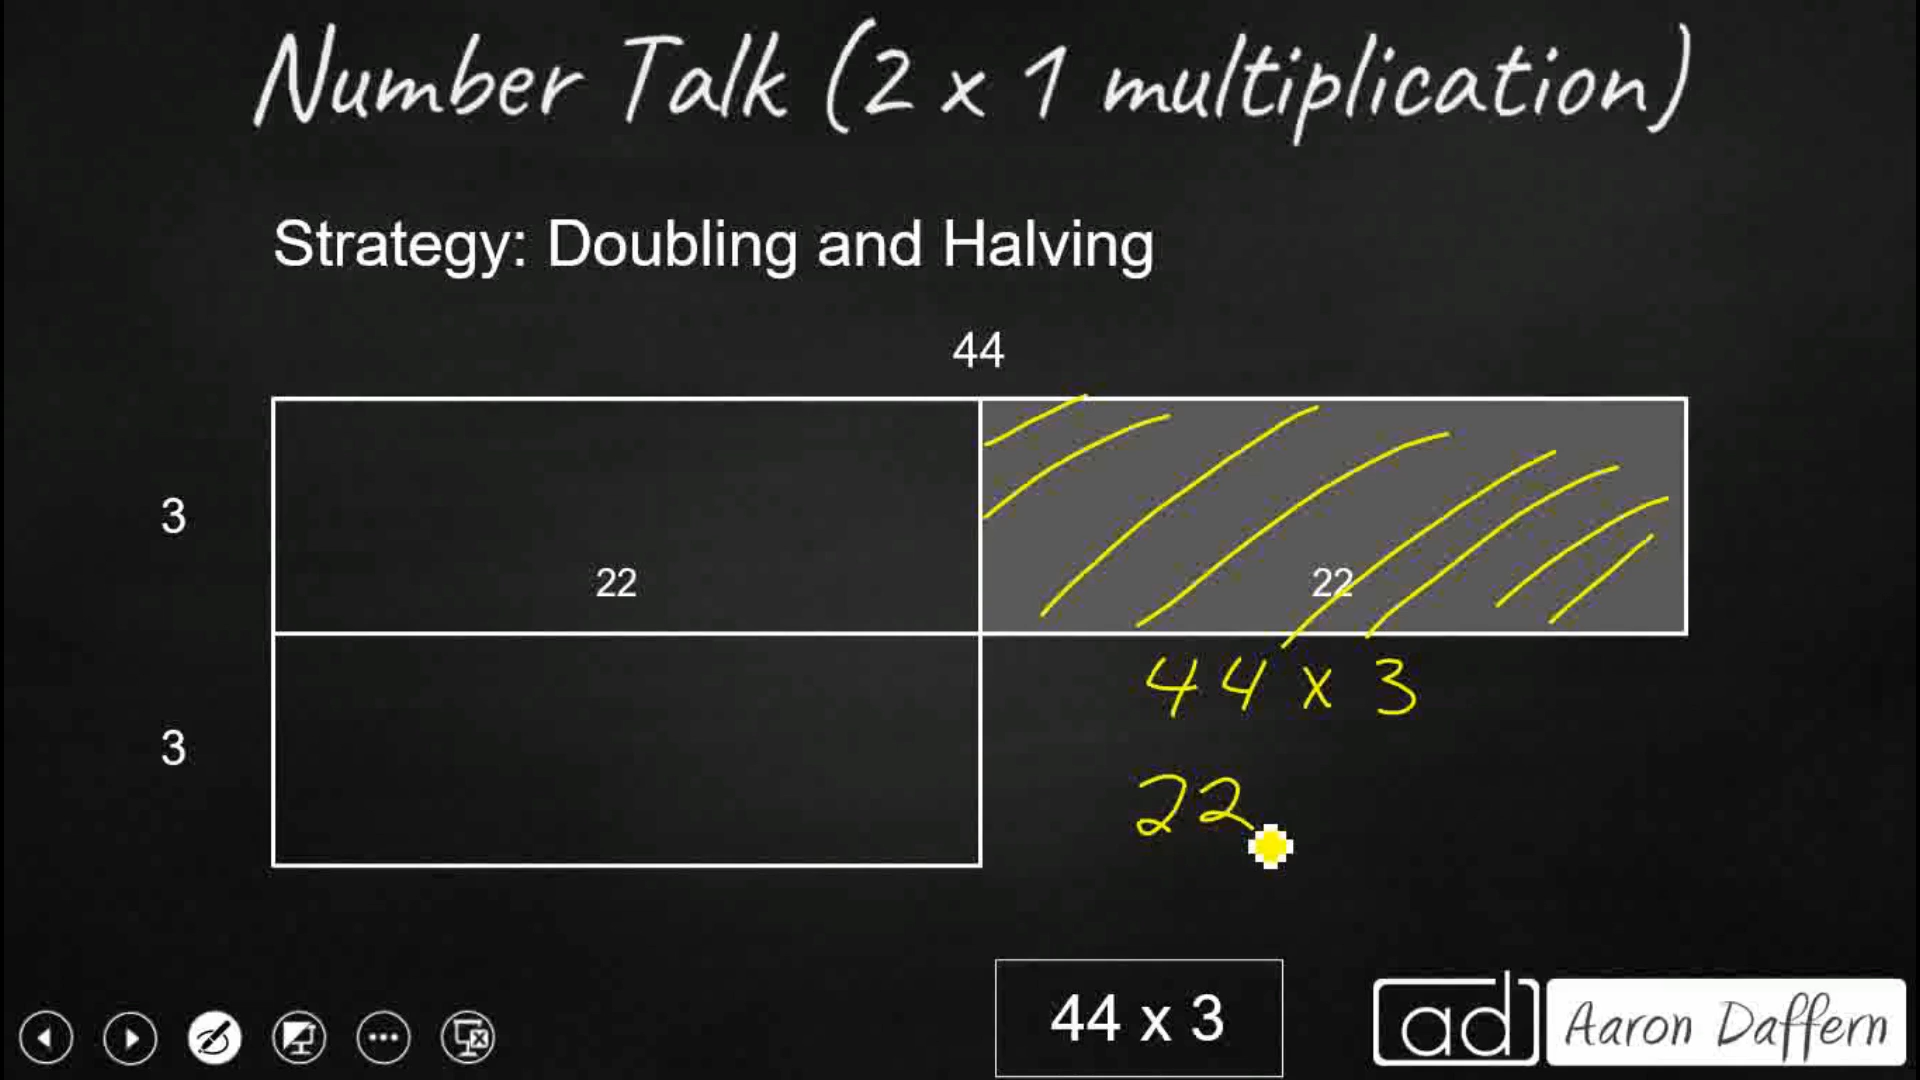 Number Talk (2 x 1 multiplication)
Strategy: Doubling and Halving
44
3
22
22
44 x 3
3
22
44 x 3
ad
Aaron Daffern